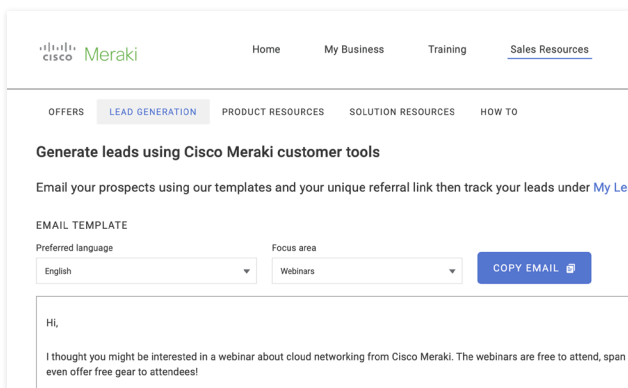 CISCO Meraki
Home My Business Training Sales Resources
OFFERS LEAD GENERATION PRODUCT RESOURCES SOLUTION RESOURCES HOW TO
Generate leads using Cisco Meraki customer tools
Email your prospects using our templates and your unique referral link then track your leads under My Le
EMAIL TEMPLATE
Preferred language Focus area
English Webinars COPY EMAIL
Hi,
I thought you might be interested in a webinar about cloud networking from Cisco Meraki. The webinars are free to attend, span
even offer free gear to attendees!